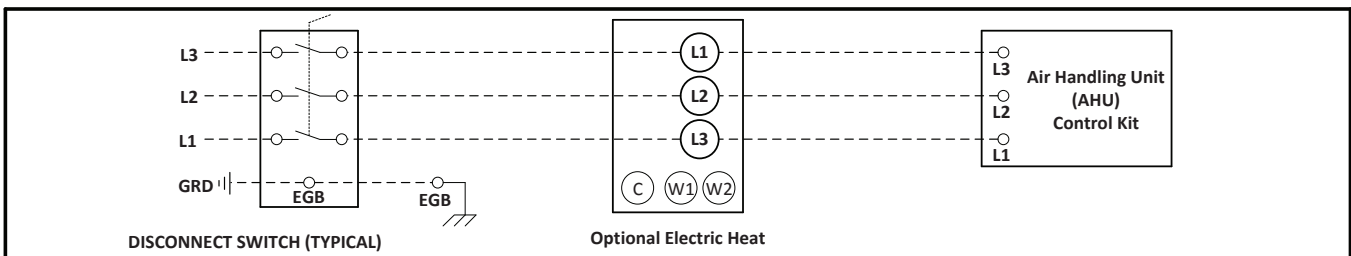 L3
L1
L3
Air Handling Unit
(AHU)
Control Kit
L2
L2
L2
L1
L3
L1
GRD
EGB
EGB
C
W1
W2
DISCONNECT SWITCH (TYPICAL)
Optional Electric Heat